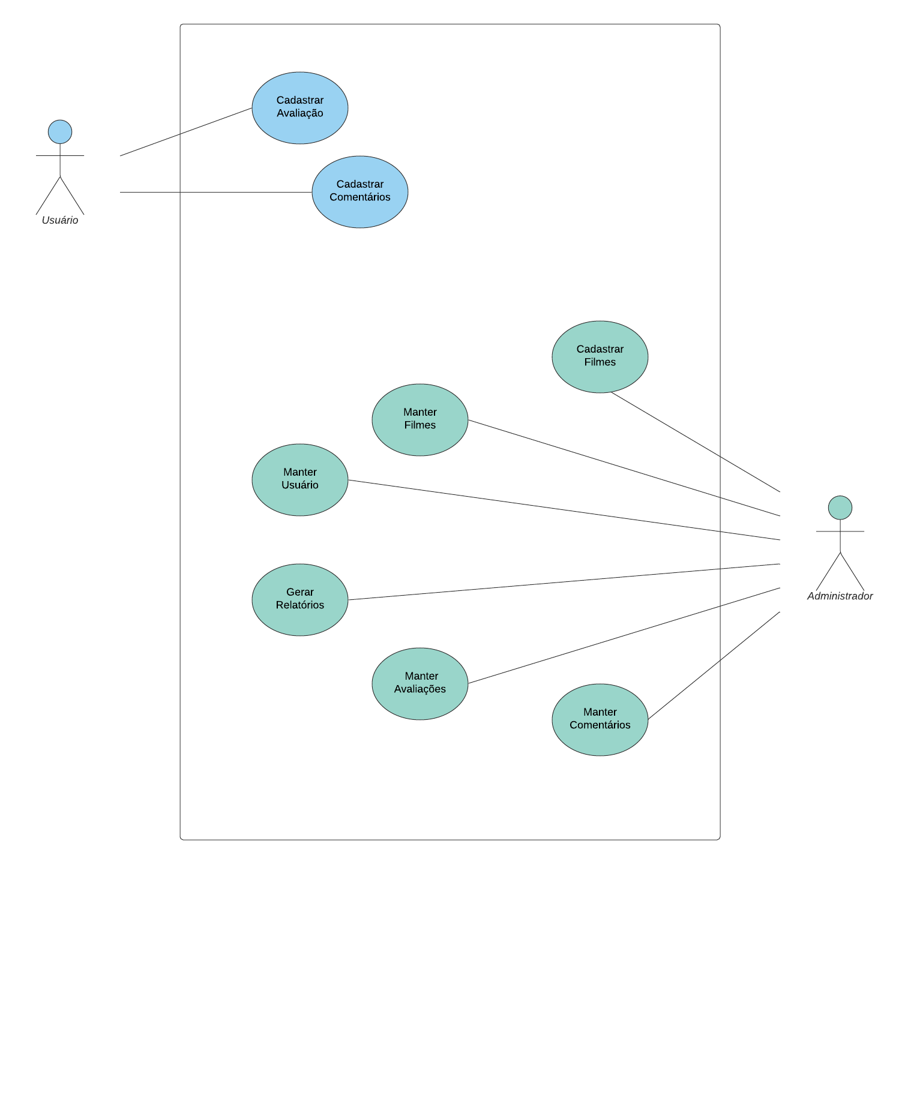 Cadastrar
Avaliação
Cadastrar
Comentários
Usuário
Cadastrar
Filmes
Manter
Filmes
Manter
Usuário
Gerar
Relatórios
Administrador
Manter
Avaliações
Manter
Comentários